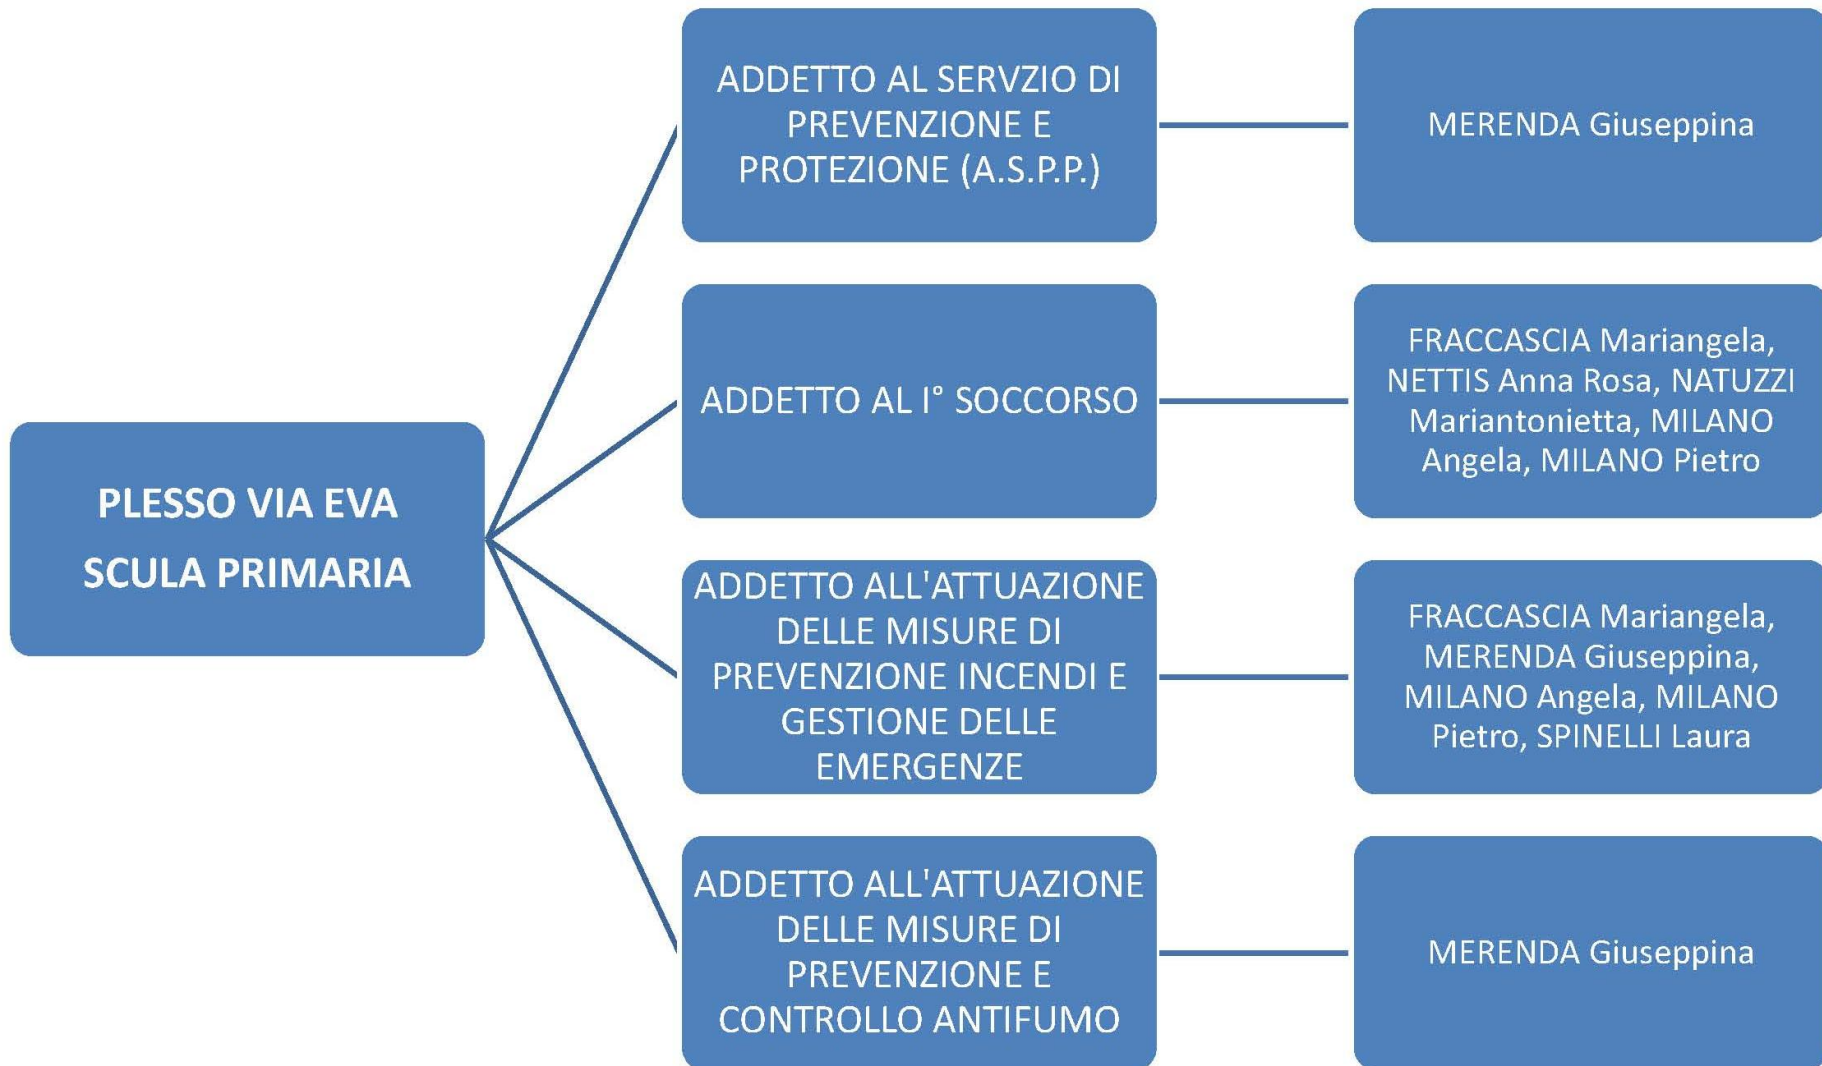 PLESSO VIA EVA
SCULA PRIMARIA
ADDETTO AL SERVZIO DI
PREVENZIONE E
PROTEZIONE (A.S.P.P.)
MERENDA Giuseppina
ADDETTO AL I° SOCCORSO
FRACCASCIA Mariangela,
NETTIS Anna Rosa, NATUZZI
Mariantonietta, MILANO
Angela, MILANO Pietro
ADDETTO ALL'ATTUAZIONE
DELLE MISURE DI
PREVENZIONE INCENDI E
GESTIONE DELLE
EMERGENZE
FRACCASCIA Mariangela,
MERENDA Giuseppina,
MILANO Angela, MILANO
Pietro, SPINELLI Laura
ADDETTO ALL'ATTUAZIONE
DELLE MISURE DI
PREVENZIONE E
CONTROLLO ANTIFUMO
MERENDA Giuseppina